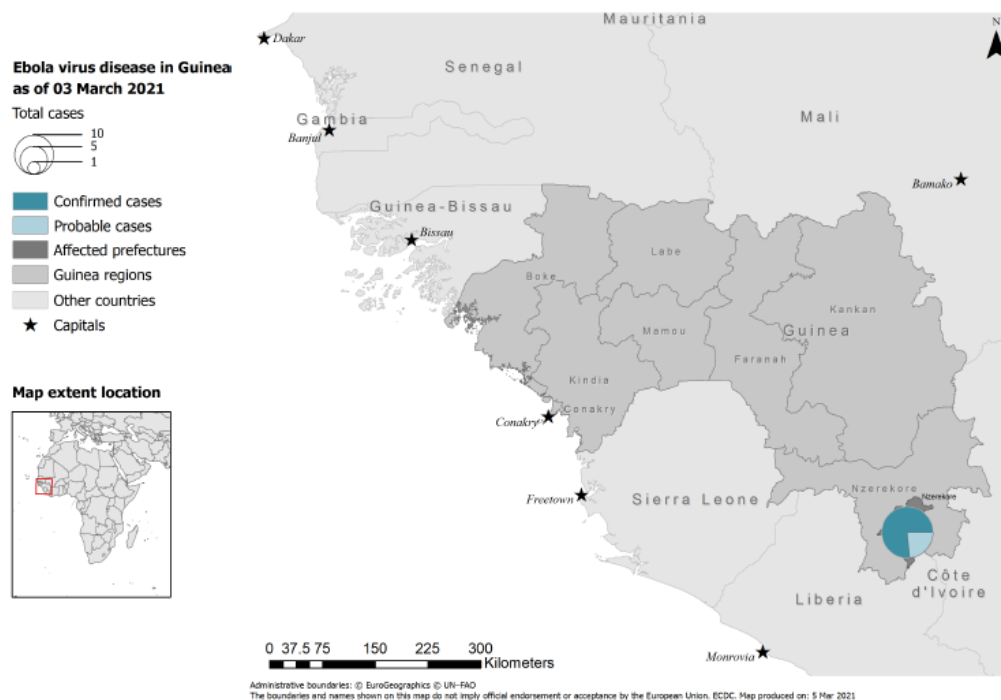 Ebola virus disease in Guinea
as of 03 March 2021
Total cases
10
5
1
Confirmed cases
Probable cases
Affected prefectures
Guinea regions
Other countries
Capitals
Map extent location
N
Mauritania
Dakar
Senegal
Gambia
Banjul
Mali
Bamako
Guinea-Bissau
Bissau
Labe
Boke
Kankan
Mamou
Guinea
Faranah
Kindia
Conakry
Conakry
Freetown
Sierra Leone
Nzerekore
Nzerekore
Côte
d'Ivoire
Liberia
Monrovia
0 37.5 75 150 225 300
Kilometers
Administrative boundaries: © EuroGeographics © UN-FAO
The boundaries and names shown on this map do not imply official endorsement or acceptance by the European Union. ECDC. Map produced on: 5 Mar 2021